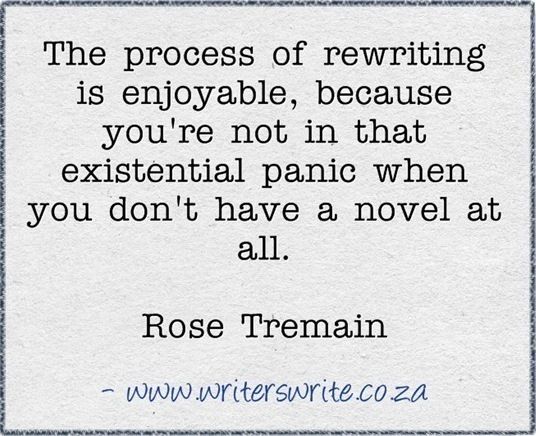 The process of rewriting
is enjoyable, because
you're not in that
existential panic when
you don't have a novel at
all.
Rose Tremain
- www.writerswrite.co.za